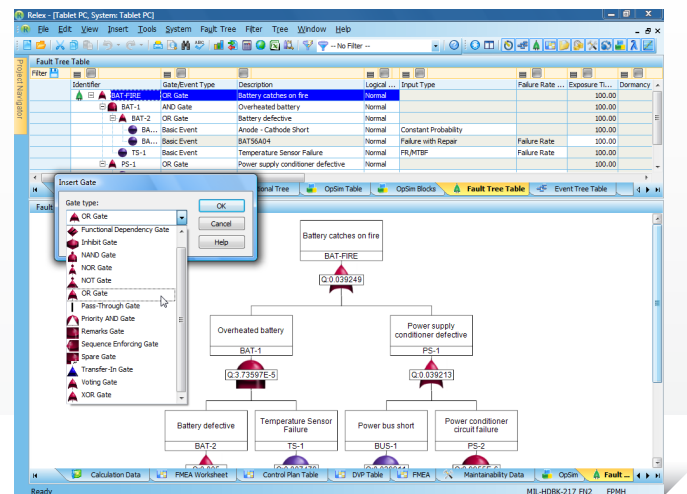 Relex - [Tablet PC, System: Tablet PC]
File Edit View Insert Tools System Fault Tree Filter Tree Window Help
-- No Filter --
Project Navigator
Fault Tree Table
Filter
Identifier Gate/Event Type Description Logical ... Input Type Failure Rate ... Exposure Ti... Dormancy
BAT-FIRE OR Gate Battery catches on fire Normal 100.00
BAT-1 AND Gate Overheated battery Normal 100.00
BAT-2 OR Gate Battery defective Normal 100.00
BA... Basic Event Anode - Cathode Short Normal Constant Probability 100.00
BA... Basic Event BATS6A04 Normal Failure with Repair Failure Rate 100.00
TS-1 Basic Event Temperature Sensor Failure Normal FR/MTBF Failure Rate 100.00
PS-1 OR Gate Power supply conditioner defective Normal 100.00
tional Tree OpSim Table OpSim Blocks Fault Tree Table Event Tree Table
Fault
Insert Gate
Gate type:
OR Gate
OK
Cancel
Help
Functional Dependency Gate
Inhibit Gate
NAND Gate
NOR Gate
NOT Gate
OR Gate
Pass-Through Gate
Priority AND Gate
Remarks Gate
Sequence Enforcing Gate
Spare Gate
Transfer-In Gate
Voting Gate
XOR Gate
Battery catches on fire
BAT-FIRE
Q:0.039249
Overheated battery
BAT-1
Q:3.73597E-5
Power supply
conditioner defective
PS-1
Q:0.039213
Battery defective
BAT-2
Temperature Sensor
Failure
TS-1
Power bus short
BUS-1
Power conditioner
circuit failure
PS-2
Calculation Data FMEA Worksheet Control Plan Table DVP Table FMEA Maintainability Data OpSim Fault ...
Ready MIL-HDBK-217 FN2 FPMH